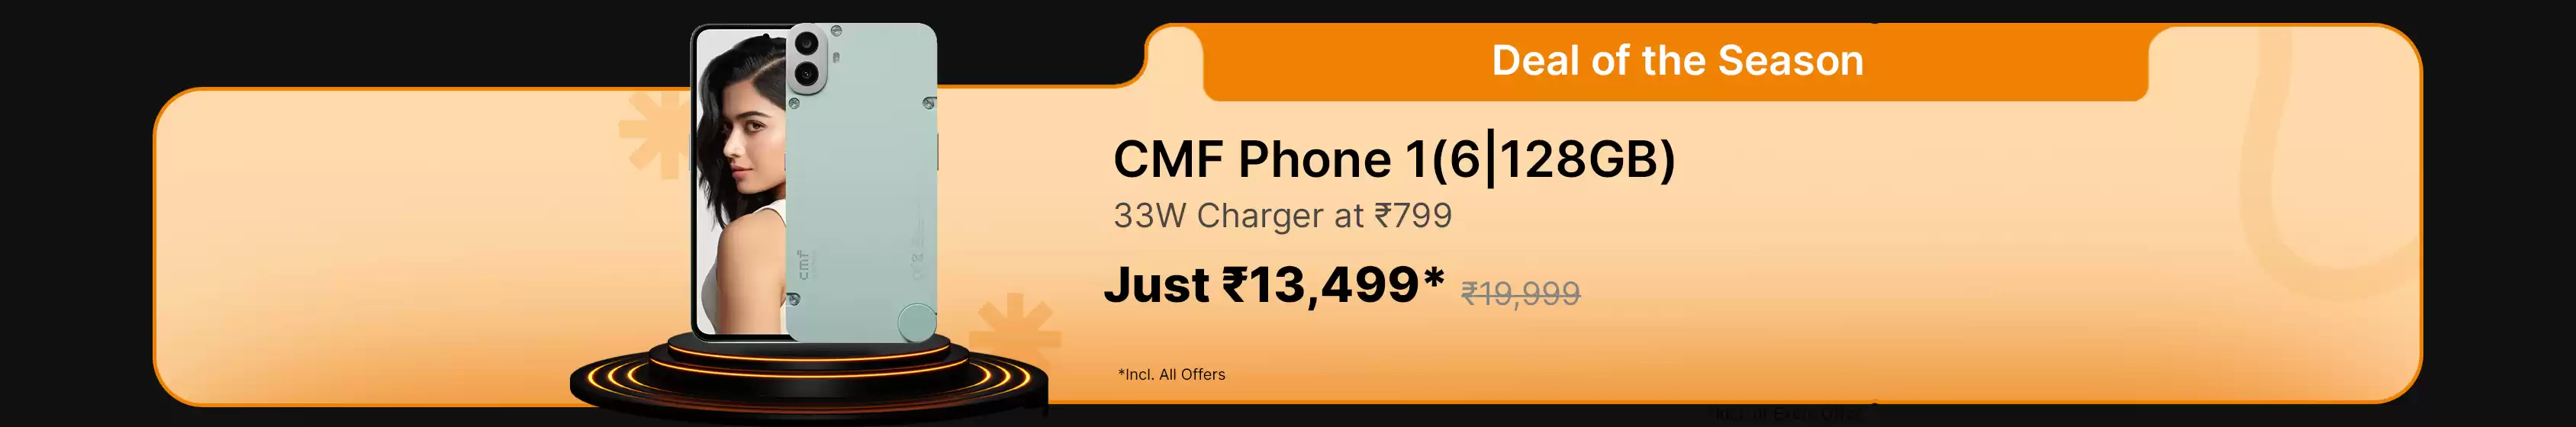 Deal of the Season
CMF Phone 1(6|128GB)
33W Charger at ₹799
Just ₹13,499* ₹19,999
*Incl. All Offers
cmf